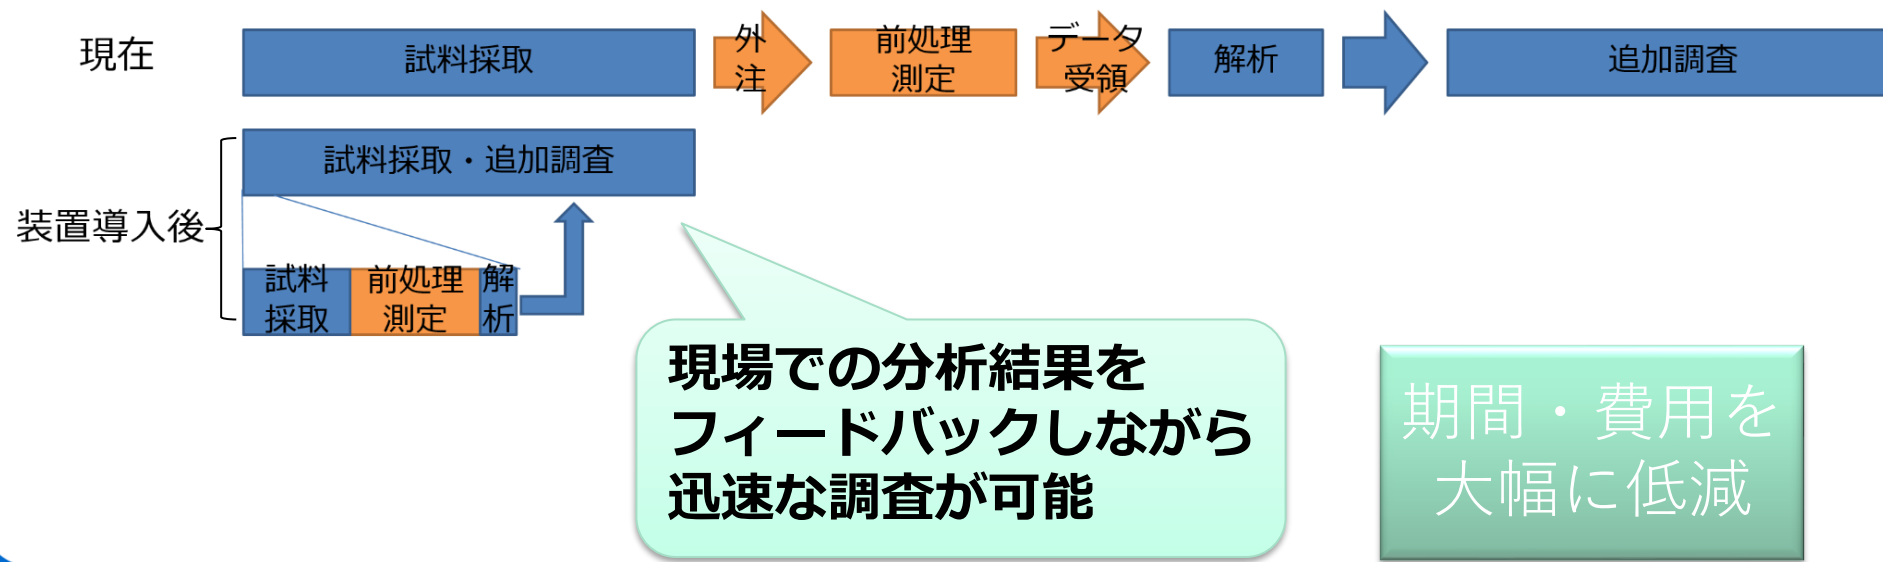 現在
試料採取
外
注
前処理
測定
データ
受領
解析
追加調査
装置導入後
試料採取・追加調査
試料
採取
前処理
測定
解
析
現場での分析結果を
フィードバックしながら
迅速な調査が可能
期間・費用を
大幅に低減